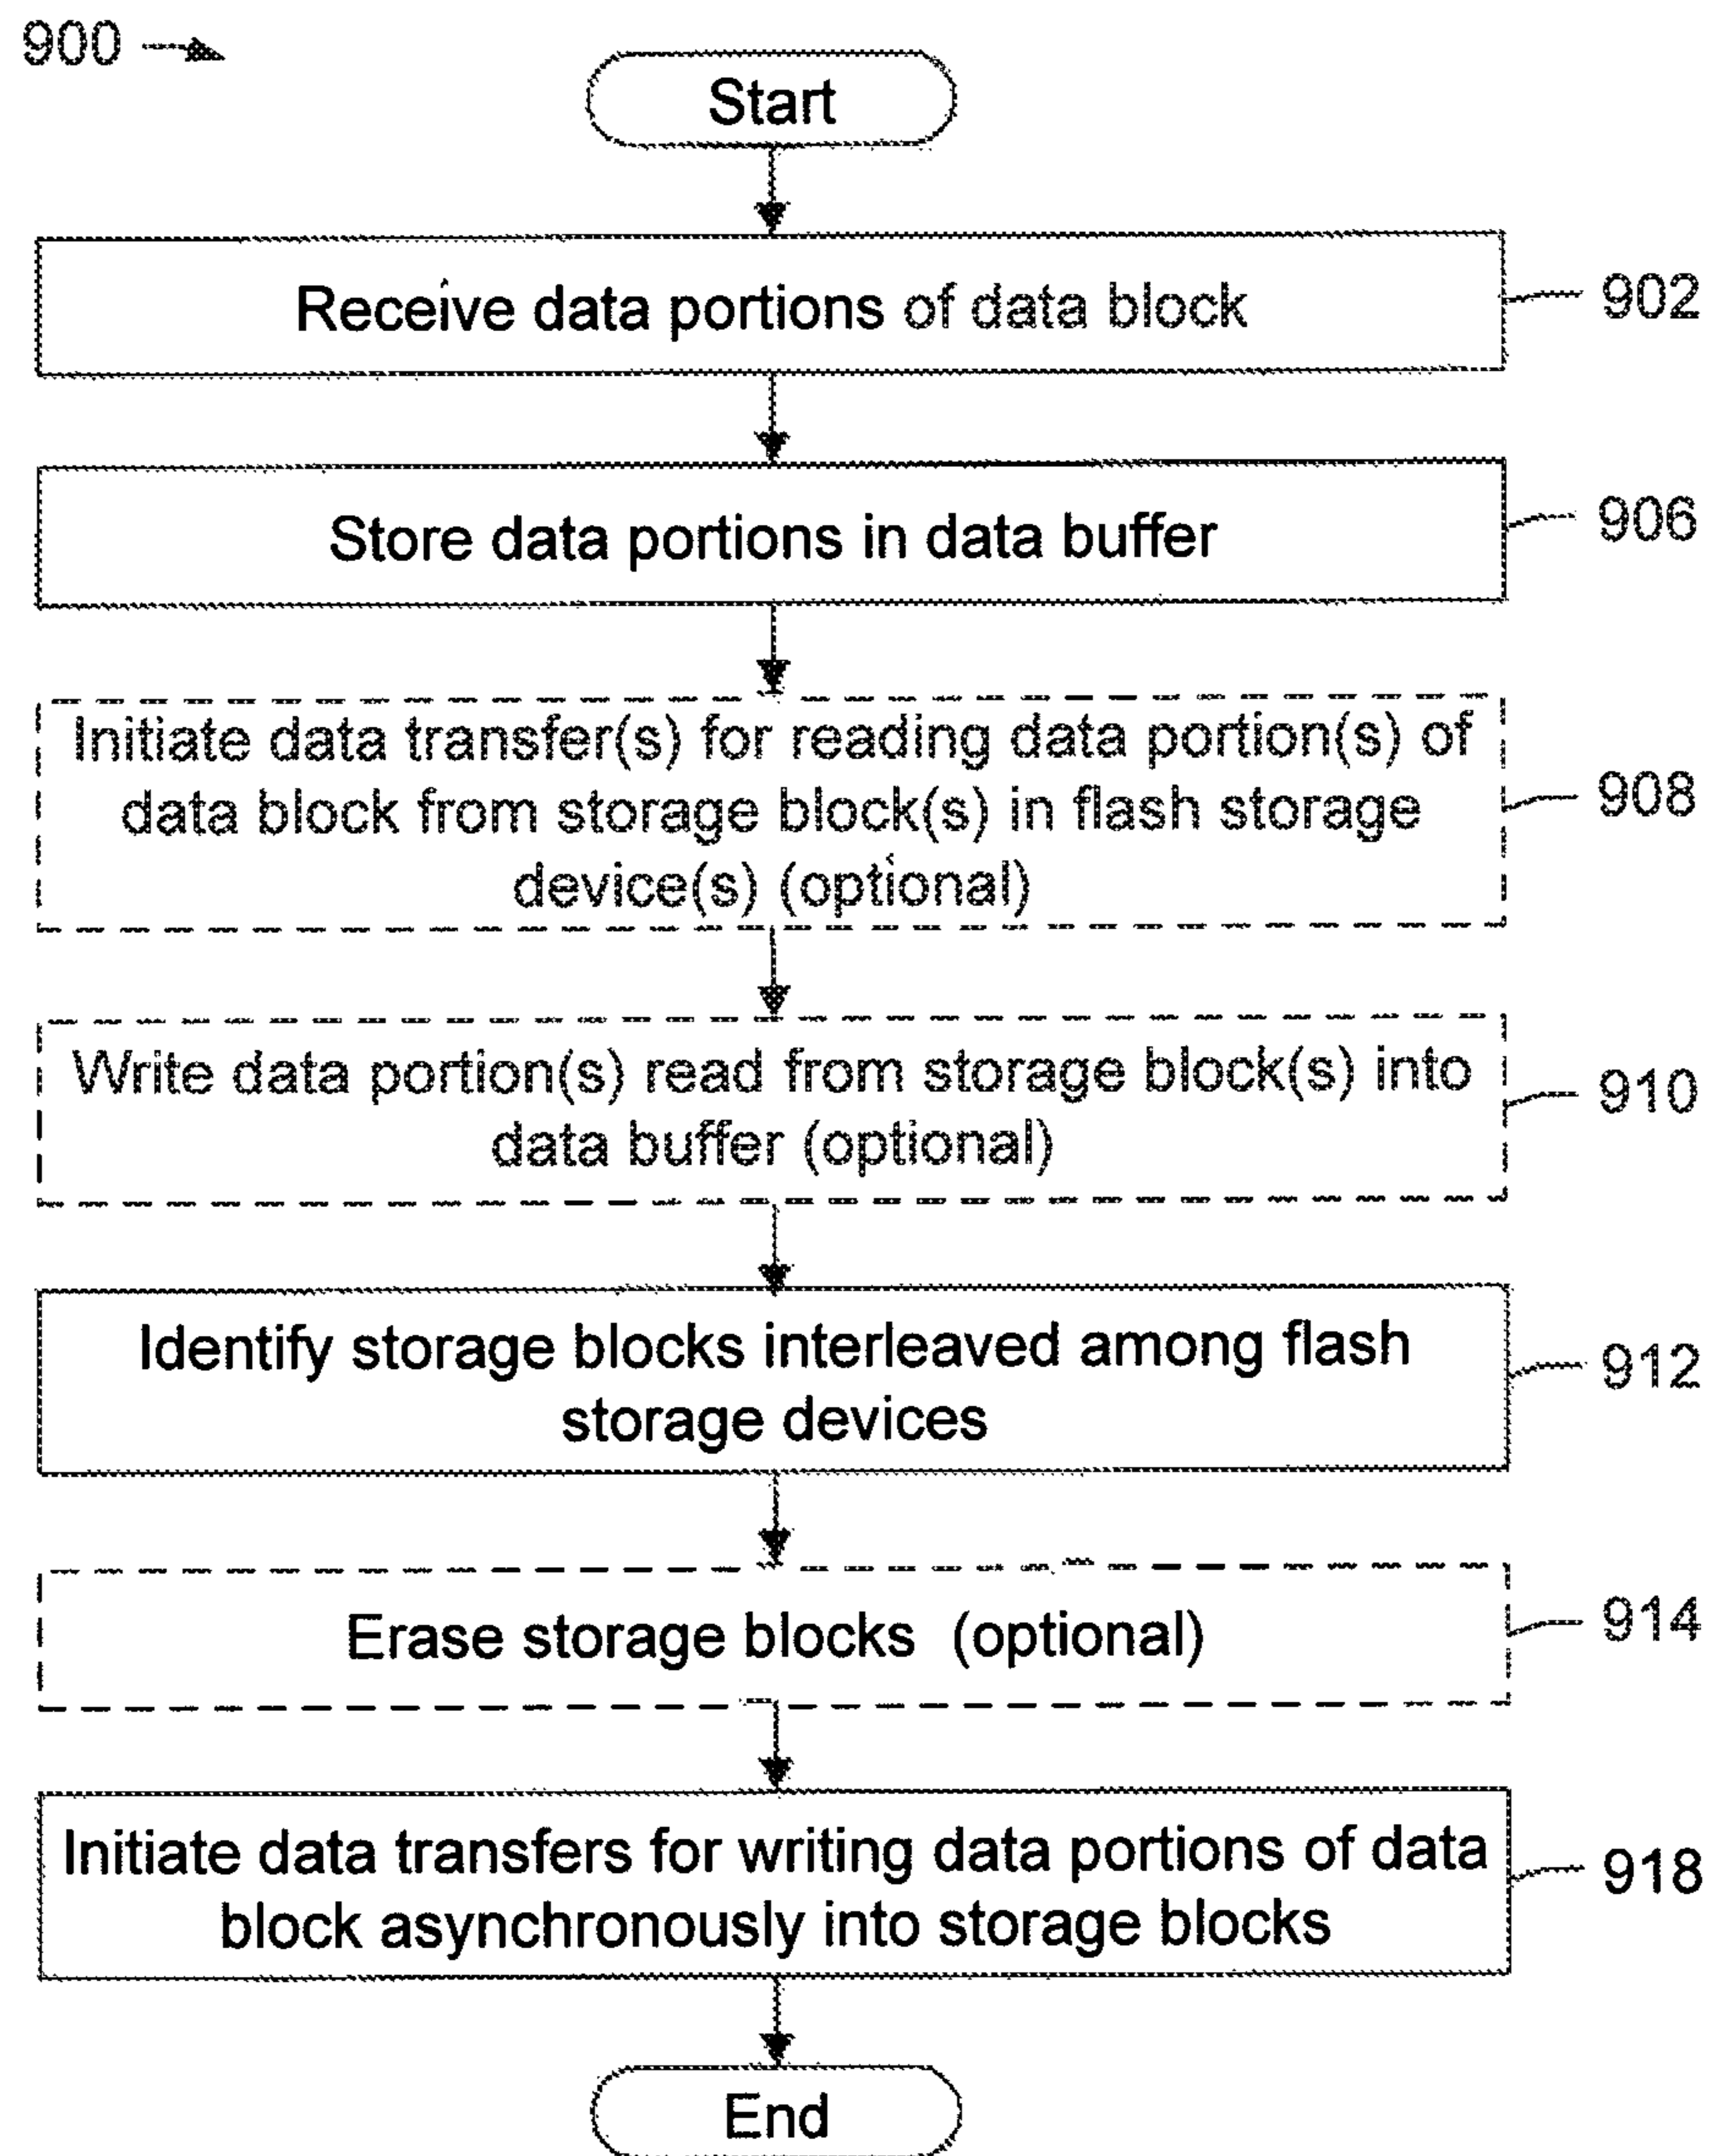 900
Start
Receive data portions of data block
902
Store data portions in data buffer
906
Initiate data transfer(s) for reading data portion(s) of
data block from storage block(s) in flash storage
device(s) (optional)
908
Write data portion(s) read from storage block(s) into
data buffer (optional)
910
Identify storage blocks interleaved among flash
storage devices
912
Erase storage blocks (optional)
914
Initiate data transfers for writing data portions of data
block asynchronously into storage blocks
918
End